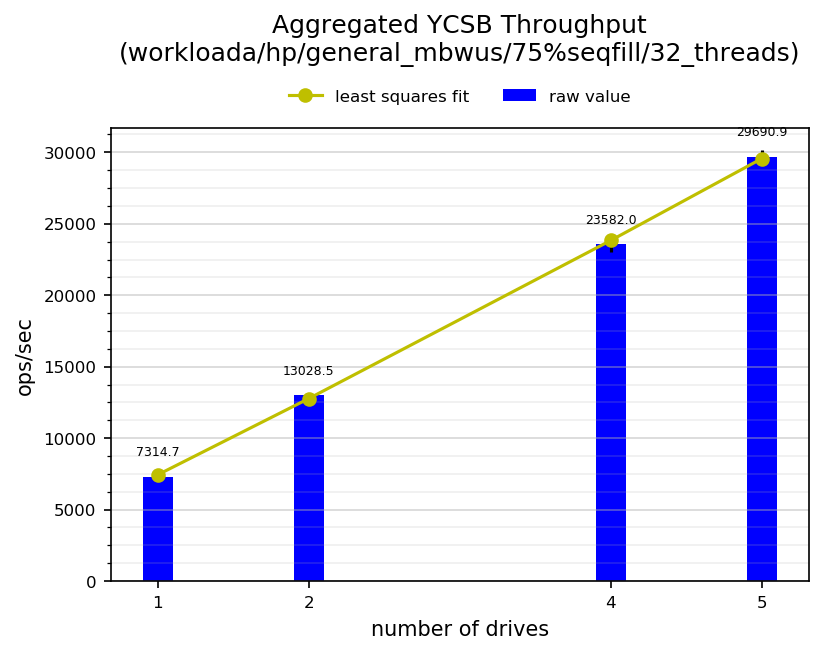 Aggregated YCSB Throughput
(workloada/hp/general_mbwus/75%seqfill/32_threads)
least squares fit
raw value
29690.9
30000
25000
23582.0
20000
15000
13028.5
10000
7314.7
5000
0
ops/sec
1
2
4
5
number of drives